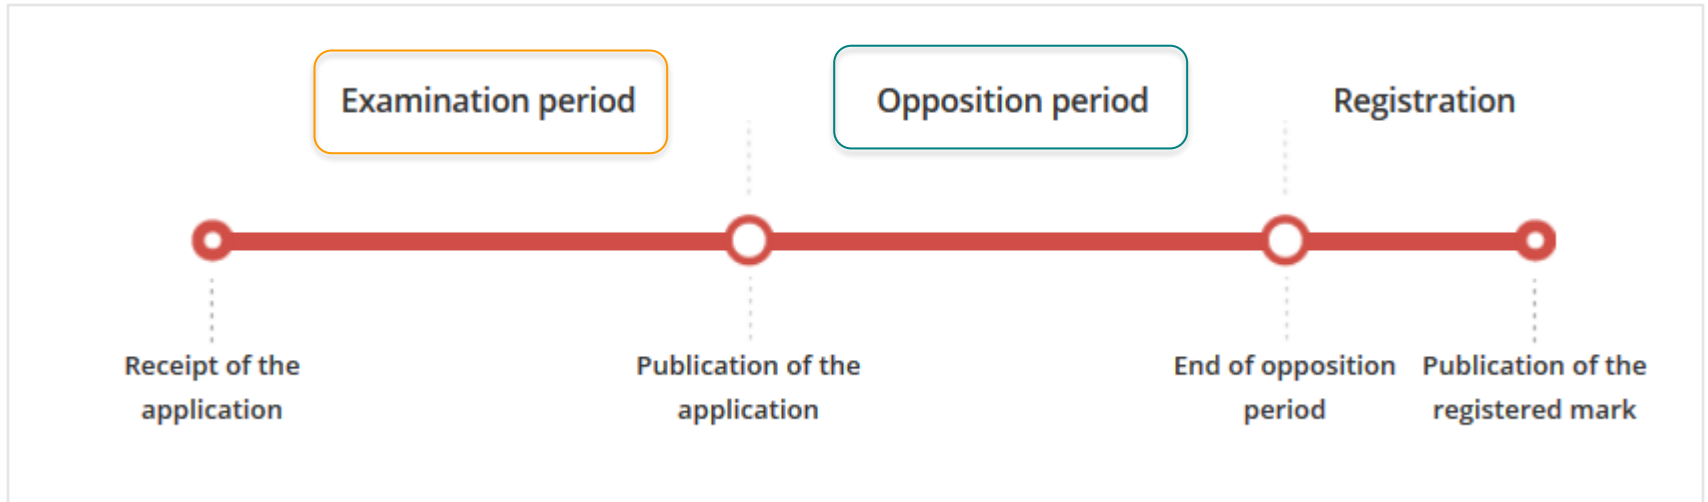 Examination period
Opposition period
Registration
Receipt of the
application
Publication of the
application
End of opposition
period
Publication of the
registered mark